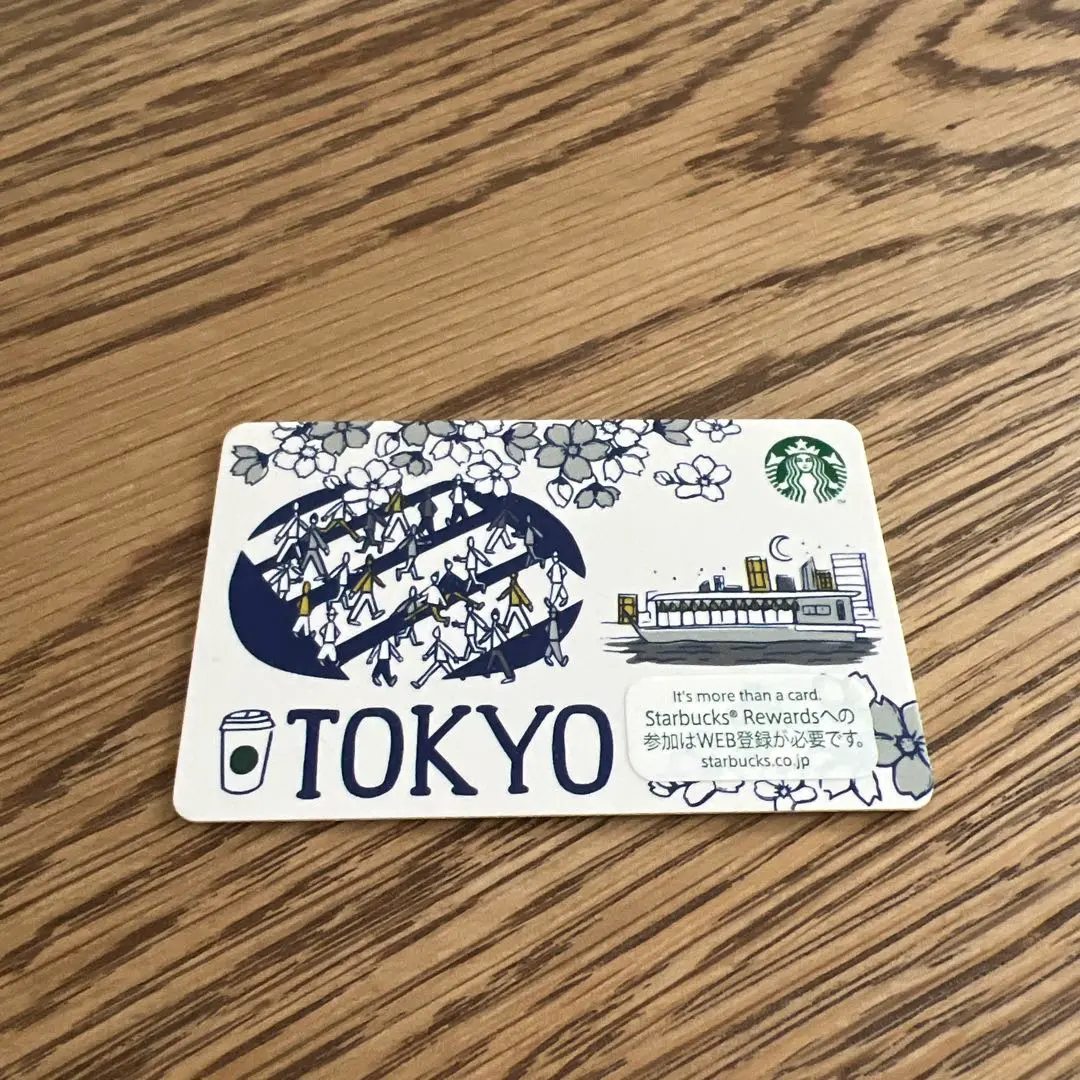 TOKYO
It's more than a card.
Starbucks® Rewardsへの
参加はWEB登録が必要です。
starbucks.co.jp
TM